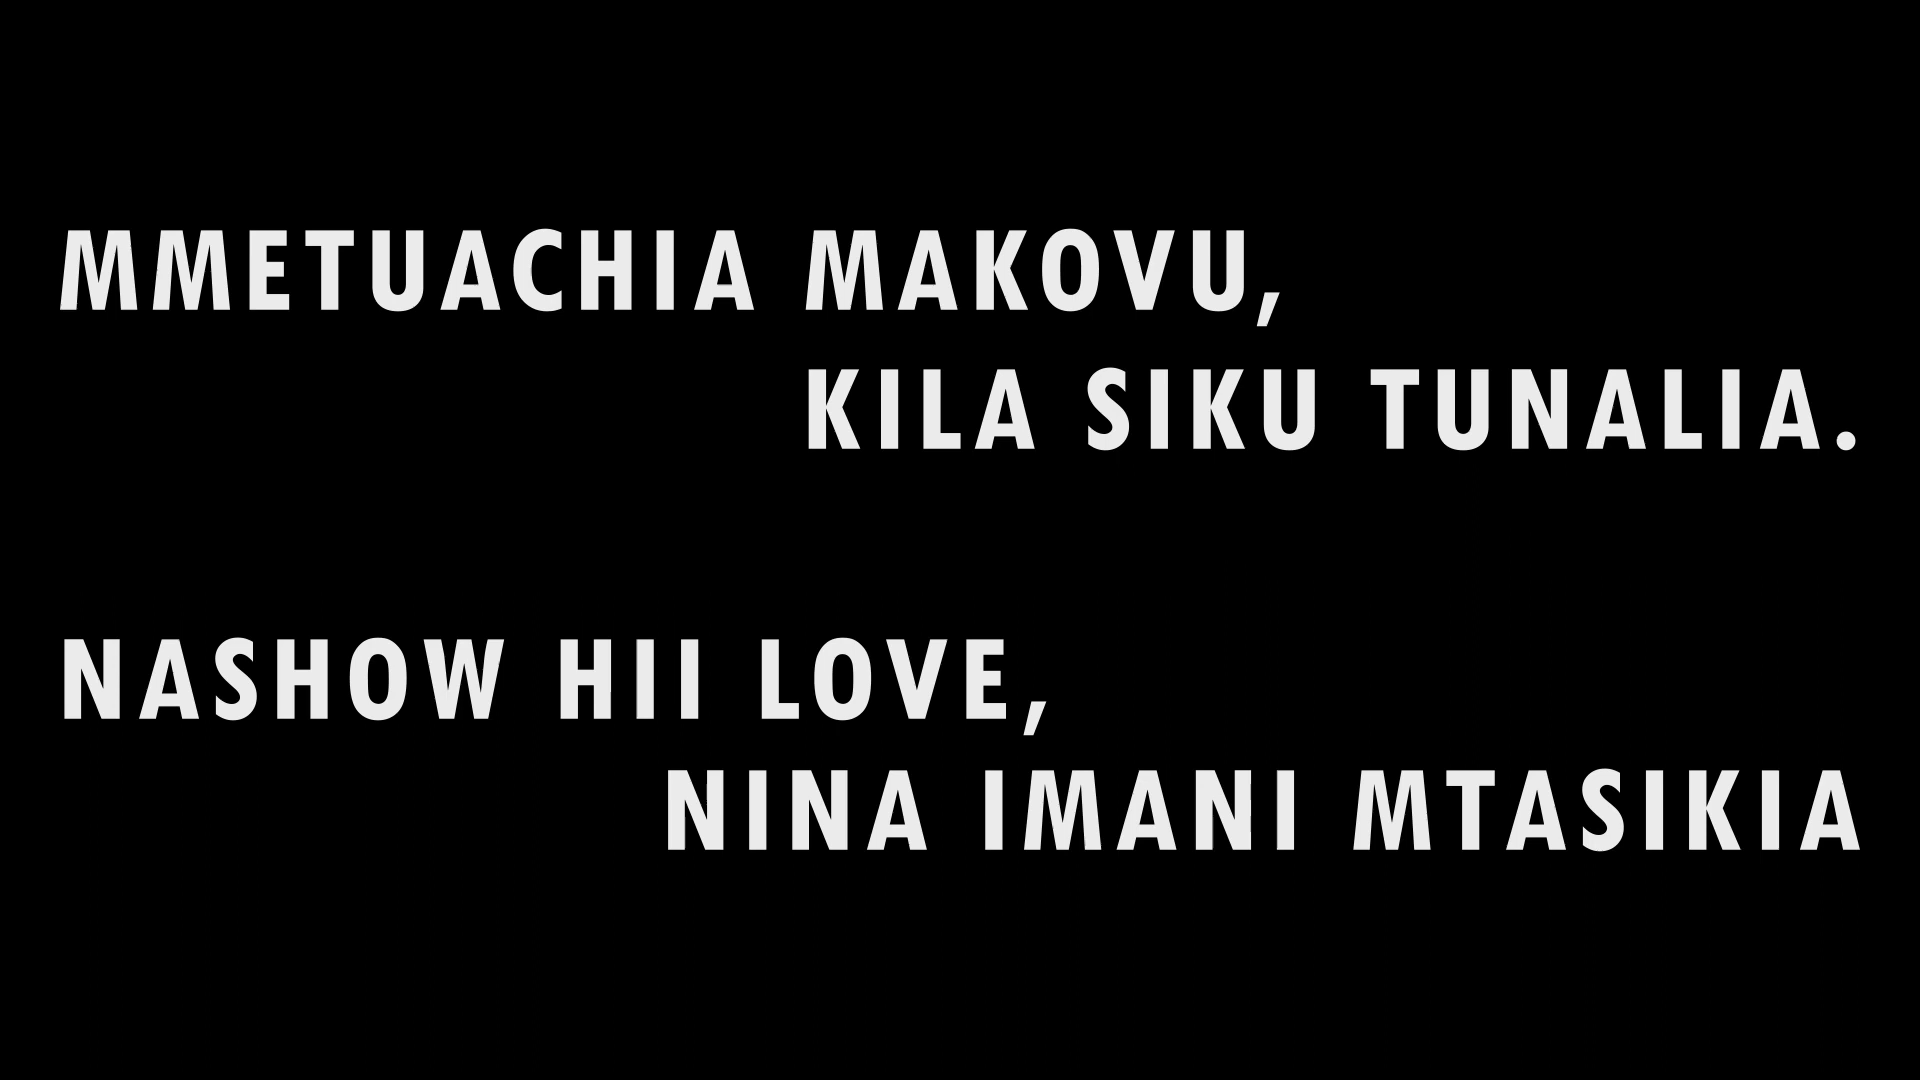 MMETUACHIA MAKOVU,
KILA SIKU TUNALIA.
NASHOW HII LOVE,
NINA IMANI MTASIKIA